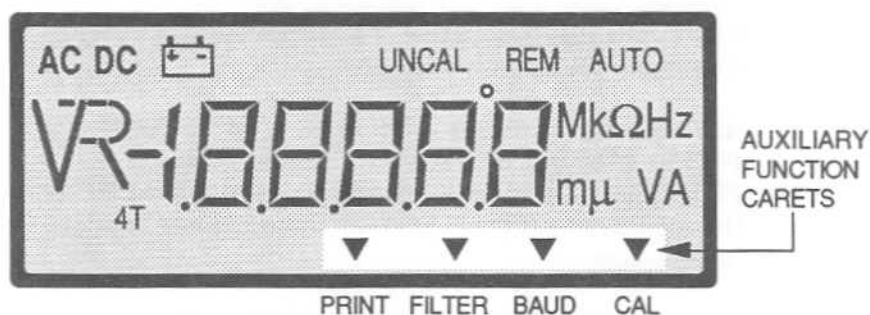 AC DC + - UNCAL REM AUTO
VR-1.8.8.8.8.°8 MkΩHz
4T mμ VA
AUXILIARY
FUNCTION
CARETS
PRINT FILTER BAUD CAL